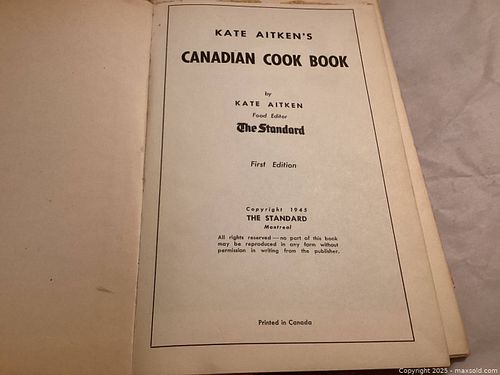 KATE AITKEN'S
CANADIAN COOK BOOK
by
KATE AITKEN
Food Editor
The Standard
First Edition
Copyright 1945
THE STANDARD
Montreal
All rights reserved—no part of this book
may be reproduced in any form without
permission in writing from the publisher.
Printed in Canada
Copyright 2025 - maxsold.com